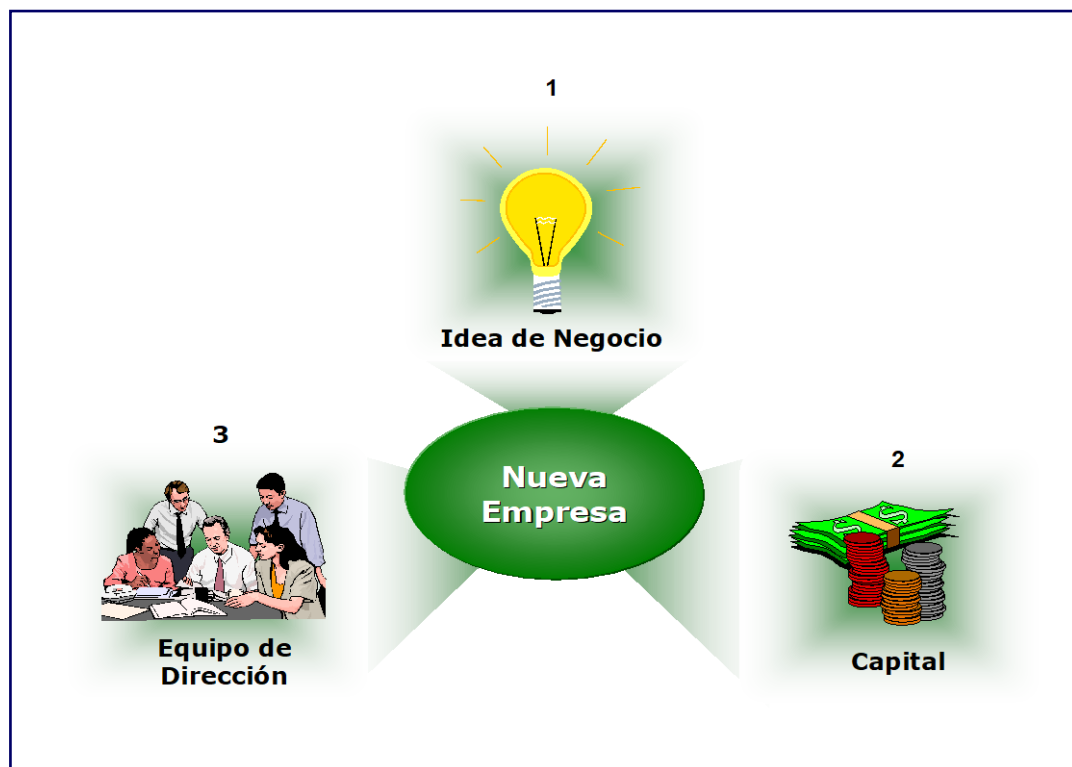 1
Idea de Negocio
Nueva
Empresa
3
Equipo de
Dirección
2
Capital